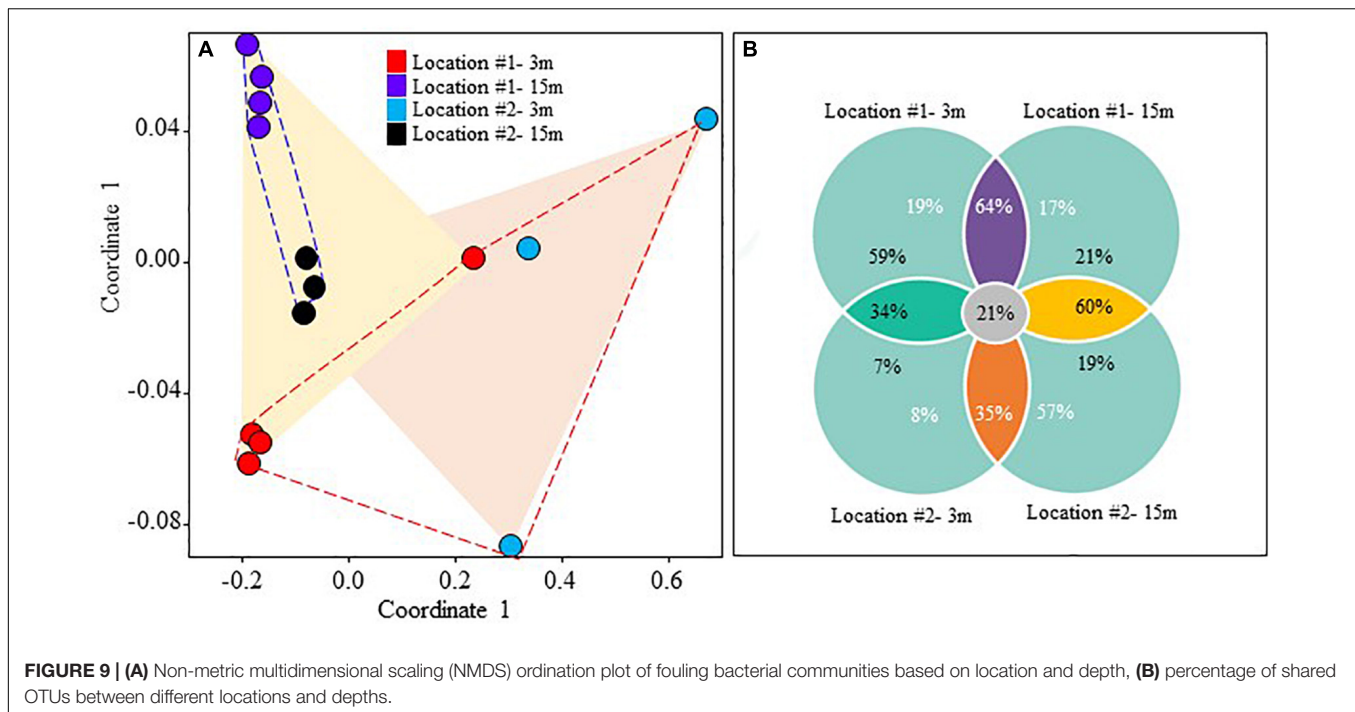 A
Location #1- 3m
Location #1- 15m
Location #2- 3m
Location #2- 15m
0.04
0.00
-0.04
-0.08
Coordinate 1
-0.2
0.0
0.2
0.4
0.6
Coordinate 1
B
Location #1- 3m
Location #1- 15m
19%
64%
17%
59%
21%
34%
21%
60%
7%
19%
8%
35%
57%
Location #2- 3m
Location #2- 15m
FIGURE 9 | (A) Non-metric multidimensional scaling (NMDS) ordination plot of fouling bacterial communities based on location and depth, (B) percentage of shared
OTUs between different locations and depths.